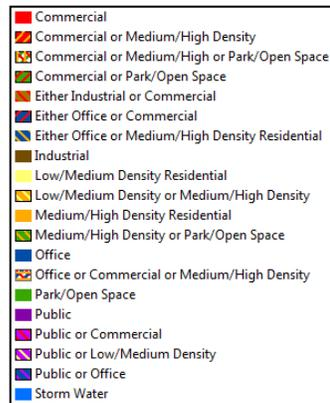 Commercial
Commercial or Medium/High Density
Commercial or Medium/High or Park/Open Space
Commercial or Park/Open Space
Either Industrial or Commercial
Either Office or Commercial
Either Office or Medium/High Density Residential
Industrial
Low/Medium Density Residential
Low/Medium Density or Medium/High Density
Medium/High Density Residential
Medium/High Density or Park/Open Space
Office
Office or Commercial or Medium/High Density
Park/Open Space
Public
Public or Commercial
Public or Low/Medium Density
Public or Office
Storm Water